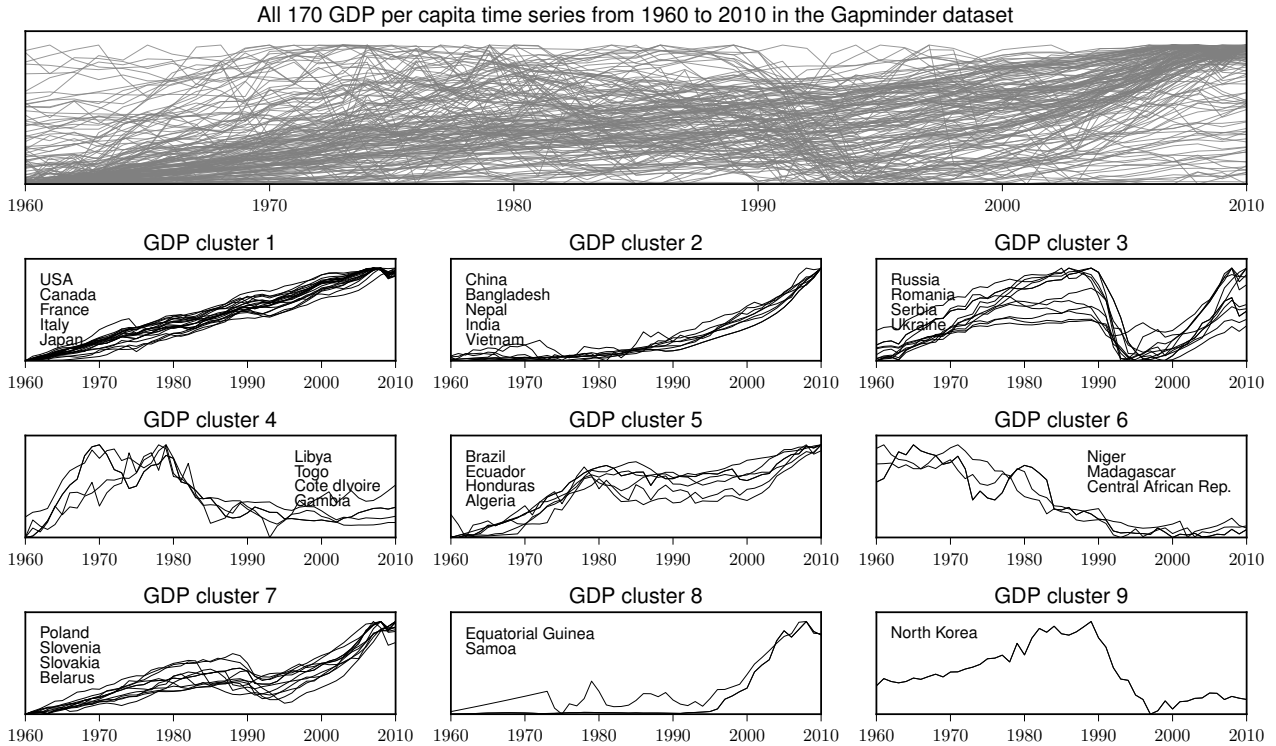 All 170 GDP per capita time series from 1960 to 2010 in the Gapminder dataset
1960 1970 1980 1990 2000 2010
GDP cluster 1
USA
Canada
France
Italy
Japan
1960 1970 1980 1990 2000 2010
GDP cluster 2
China
Bangladesh
Nepal
India
Vietnam
1960 1970 1980 1990 2000 2010
GDP cluster 3
Russia
Romania
Serbia
Ukraine
1960 1970 1980 1990 2000 2010
GDP cluster 4
Libya
Togo
Cote dIvoire
Gambia
1960 1970 1980 1990 2000 2010
GDP cluster 5
Brazil
Ecuador
Honduras
Algeria
1960 1970 1980 1990 2000 2010
GDP cluster 6
Niger
Madagascar
Central African Rep.
1960 1970 1980 1990 2000 2010
GDP cluster 7
Poland
Slovenia
Slovakia
Belarus
1960 1970 1980 1990 2000 2010
GDP cluster 8
Equatorial Guinea
Samoa
1960 1970 1980 1990 2000 2010
GDP cluster 9
North Korea
1960 1970 1980 1990 2000 2010